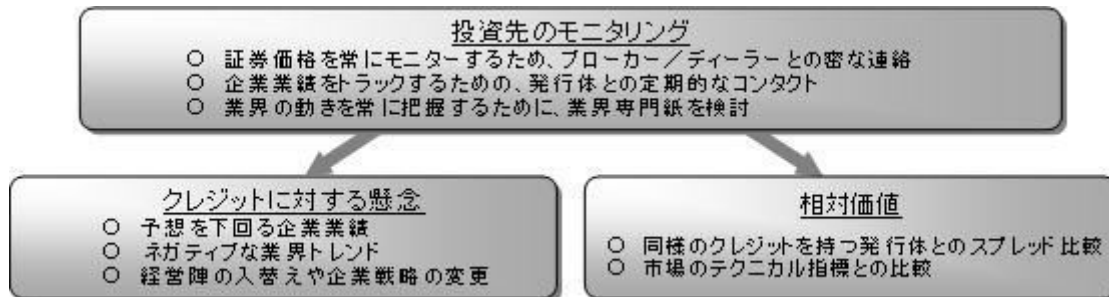 投資先のモニタリング
○ 証券価格を常にモニターするため、ブローカー／ディーラーとの密な連絡
○ 企業業績をトラックするための、発行体との定期的なコンタクト
○ 業界の動きを常に把握するために、業界専門紙を検討
クレジットに対する懸念
○ 予想を下回る企業業績
○ ネガティブな業界トレンド
○ 経営陣の入替えや企業戦略の変更
相対価値
○ 同様のクレジットを持つ発行体とのスプレッド比較
○ 市場のテクニカル指標との比較